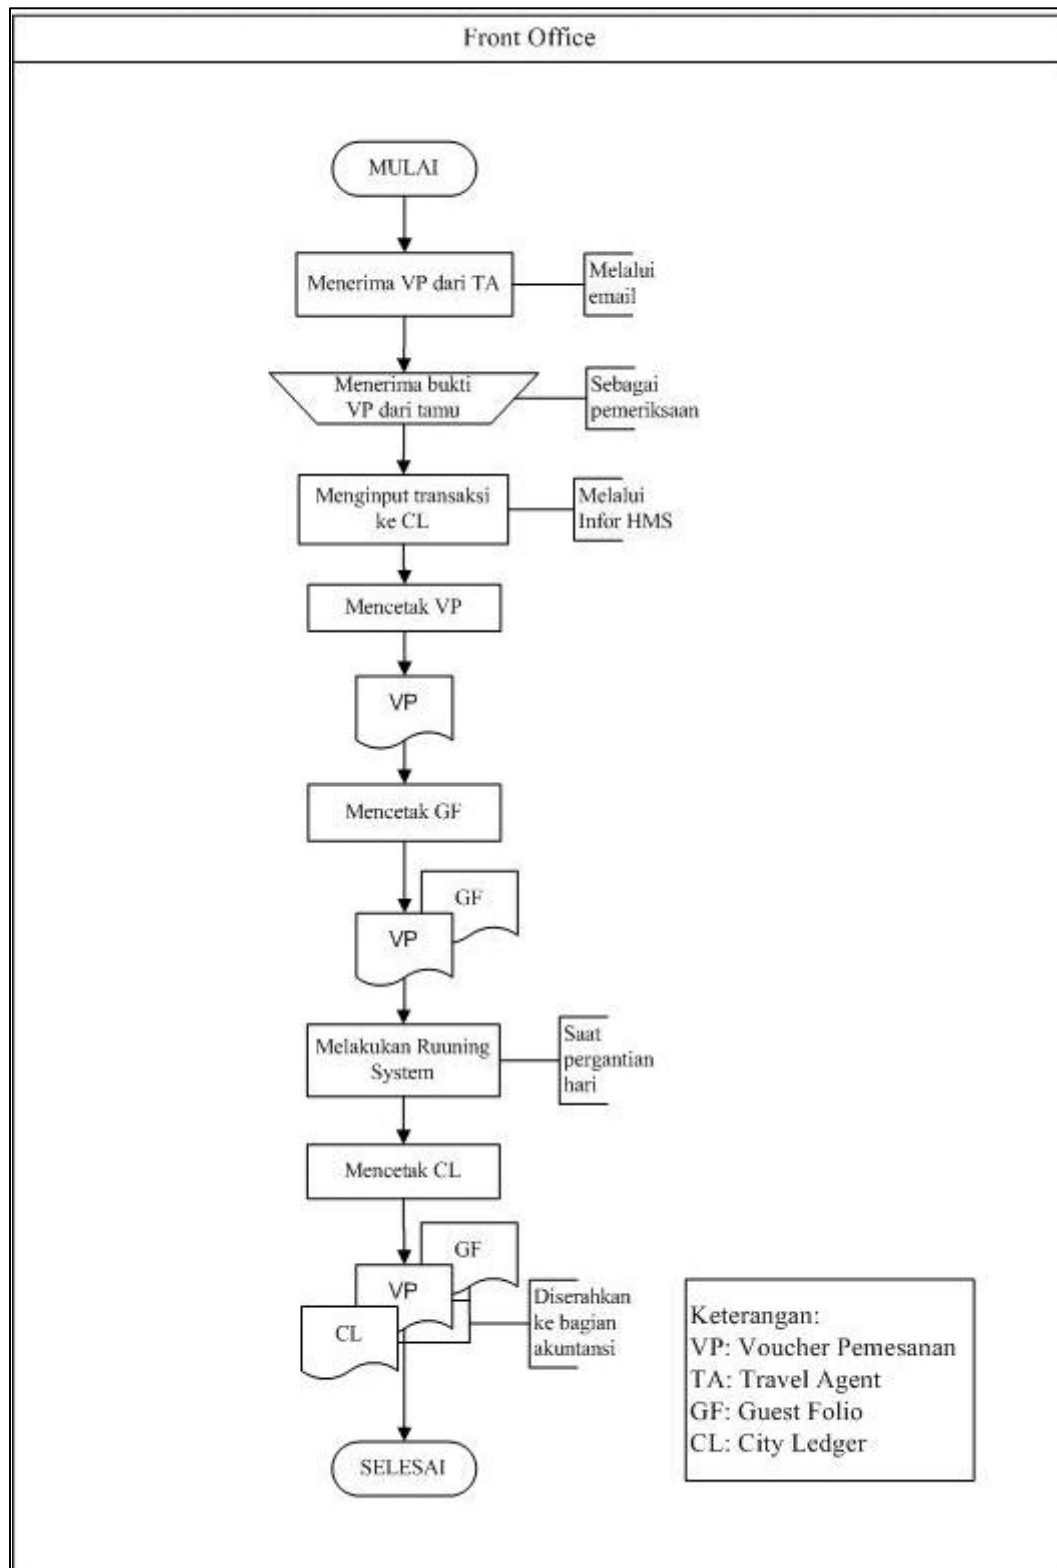 Front Office
MULAI
Menerima VP dari TA
Melalui
email
Menerima bukti
VP dari tamu
Sebagai
pemeriksaan
Menginput transaksi
ke CL
Melalui
Infor HMS
Mencetak VP
VP
Mencetak GF
GF
VP
Melakukan Ruuning
System
Saat
pergantian
hari
Mencetak CL
GF
VP
CL
Diserahkan
ke bagian
akuntansi
Keterangan:
VP: Voucher Pemesanan
TA: Travel Agent
GF: Guest Folio
CL: City Ledger
SELESAI